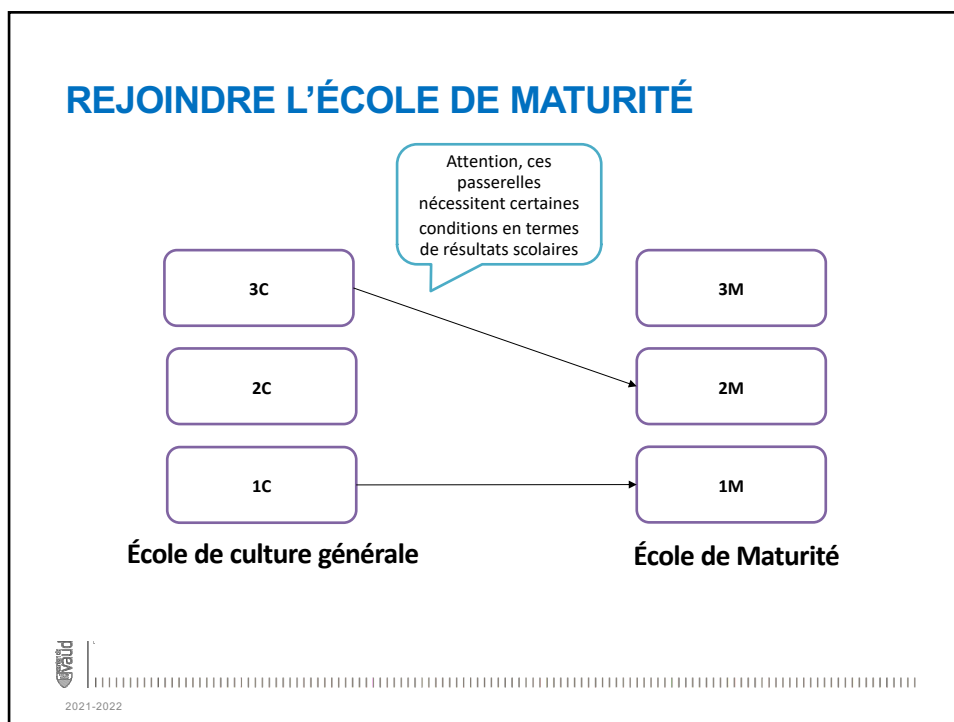 REJOINDRE L’ÉCOLE DE MATURITÉ
Attention, ces
passerelles
nécessitent certaines
conditions en termes
de résultats scolaires
3C
3M
2C
2M
1C
1M
École de culture générale
École de Maturité
vaud
2021-2022